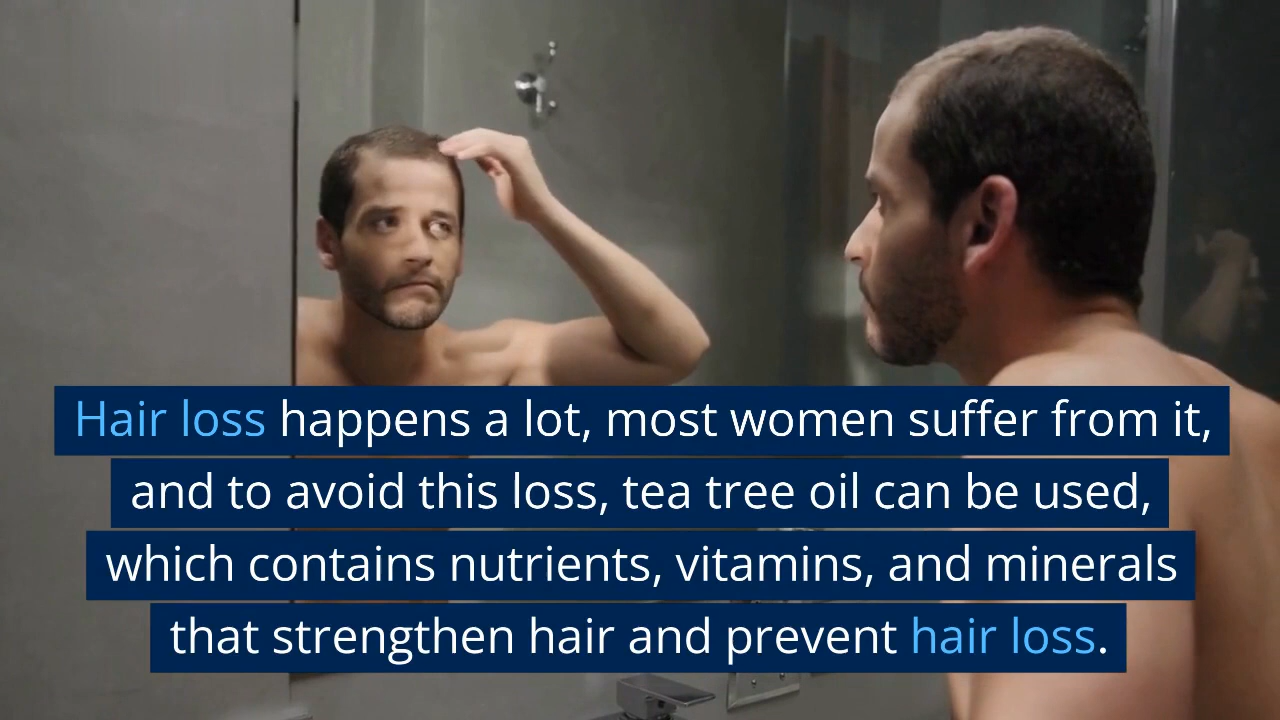 Hair loss happens a lot, most women suffer from it,
and to avoid this loss, tea tree oil can be used,
which contains nutrients, vitamins, and minerals
that strengthen hair and prevent hair loss.